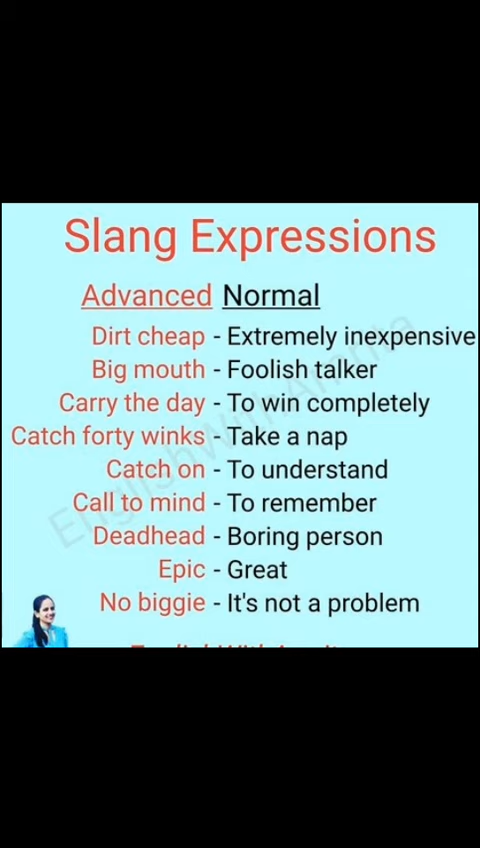 Slang Expressions
Advanced Normal
Dirt cheap - Extremely inexpensive
Big mouth - Foolish talker
Carry the day - To win completely
Catch forty winks - Take a nap
Catch on - To understand
Call to mind - To remember
Deadhead - Boring person
Epic - Great
No biggie - It's not a problem
EnglishWithAmrita